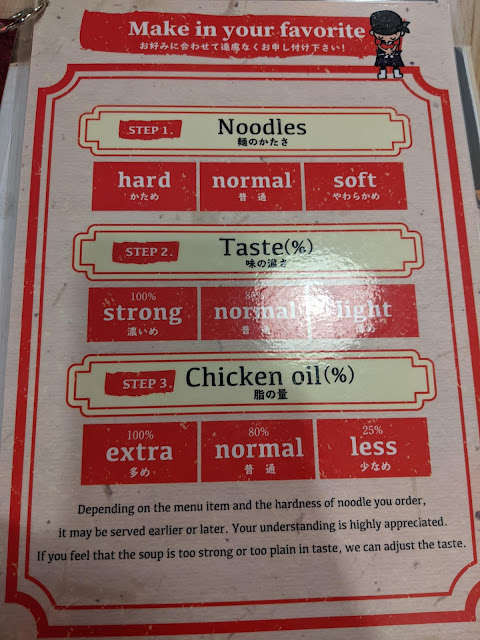 Make in your favorite
お好みに合わせて遠慮なくお申し付け下さい！
STEP 1.
Noodles
麺のかたさ
hard normal soft
かため 普通 やわらかめ
STEP 2.
Taste(%)
味の濃さ
100% 80%
strong normal light
濃いめ 普通
STEP 3.
Chicken oil(%)
脂の量
100% 80% 25%
extra normal less
多め 普通 少なめ
Depending on the menu item and the hardness of noodle you order,
it may be served earlier or later. Your understanding is highly appreciated.
If you feel that the soup is too strong or too plain in taste, we can adjust the taste.